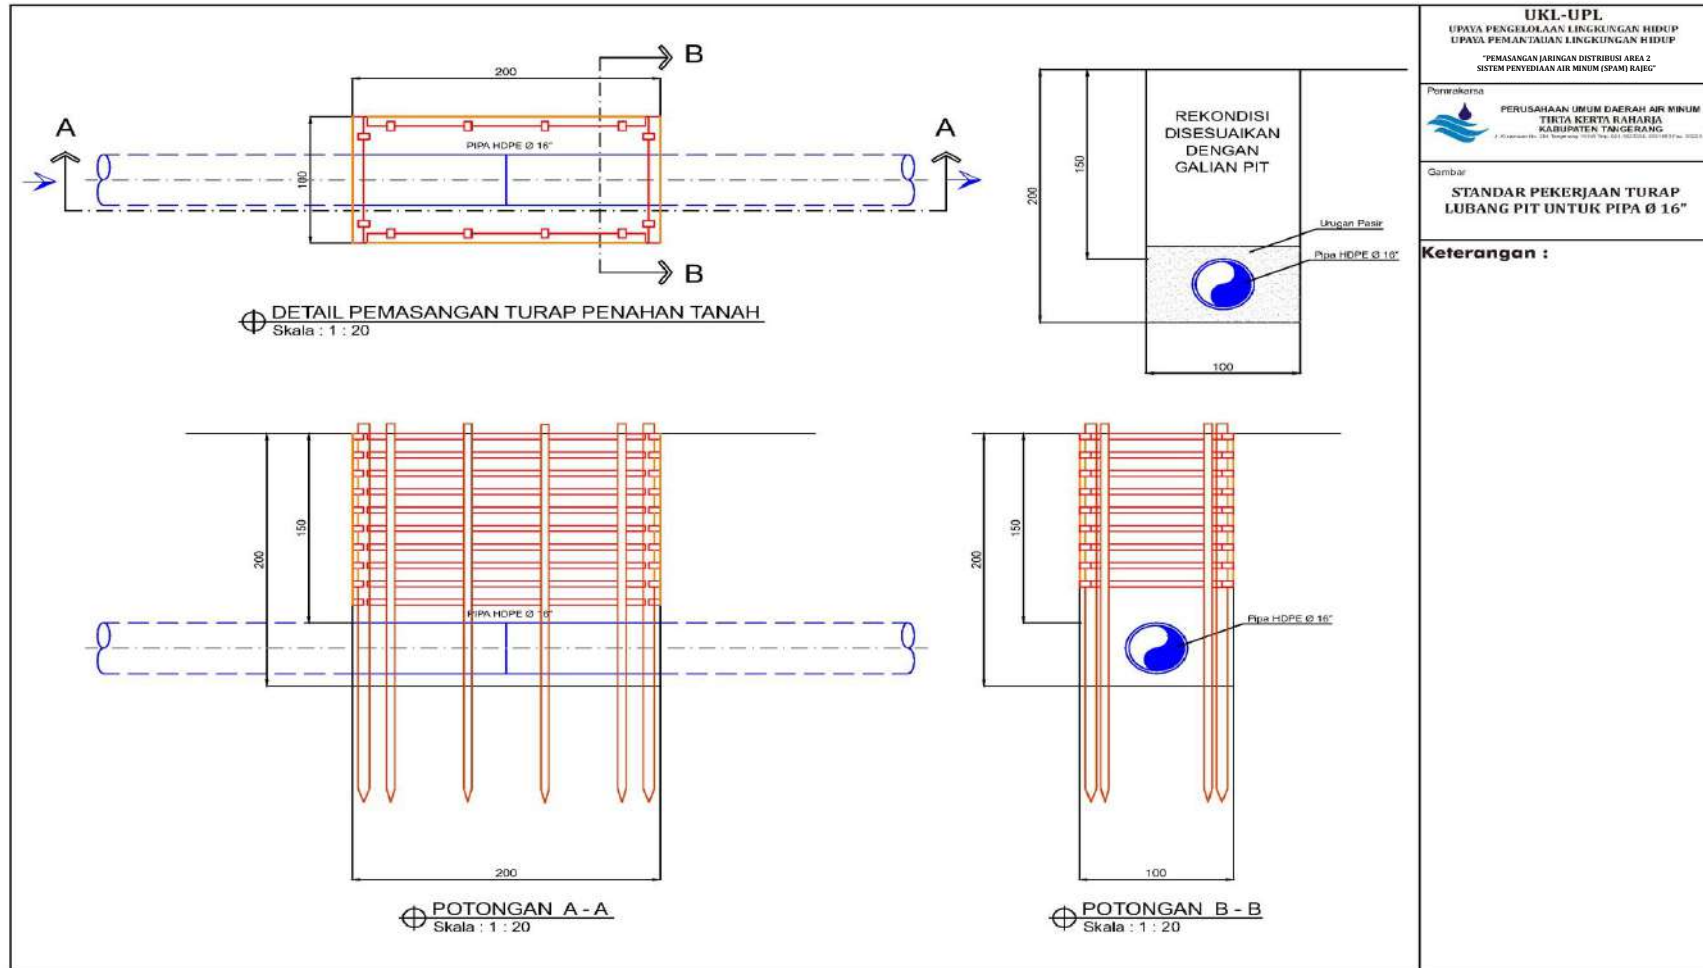 B
200
A
A
PIPA HDPE Ø 16"
100
B
DETAIL PEMASANGAN TURAP PENAHAN TANAH
Skala : 1 : 20
REKONDISI
DISESUAIKAN
DENGAN
GALIAN PIT
150
200
Urugan Pasir
Pipa HDPE Ø 16"
100
200
150
PIPA HDPE Ø 16"
200
POTONGAN A - A
Skala : 1 : 20
200
150
Pipa HDPE Ø 16"
100
POTONGAN B - B
Skala : 1 : 20
UKL-UPL
UPAYA PENGELOLAAN LINGKUNGAN HIDUP
UPAYA PEMANTAUAN LINGKUNGAN HIDUP
"PEMASANGAN JARINGAN DISTRIBUSI AREA 2
SISTEM PENYEDIAAN AIR MINUM (SPAM) RAJEG"
Pemrakarsa
PERUSAHAAN UMUM DAERAH AIR MINUM
TIRTA KERTA RAHARJA
KABUPATEN TANGERANG
Gambar
STANDAR PEKERJAAN TURAP
LUBANG PIT UNTUK PIPA Ø 16"
Keterangan :